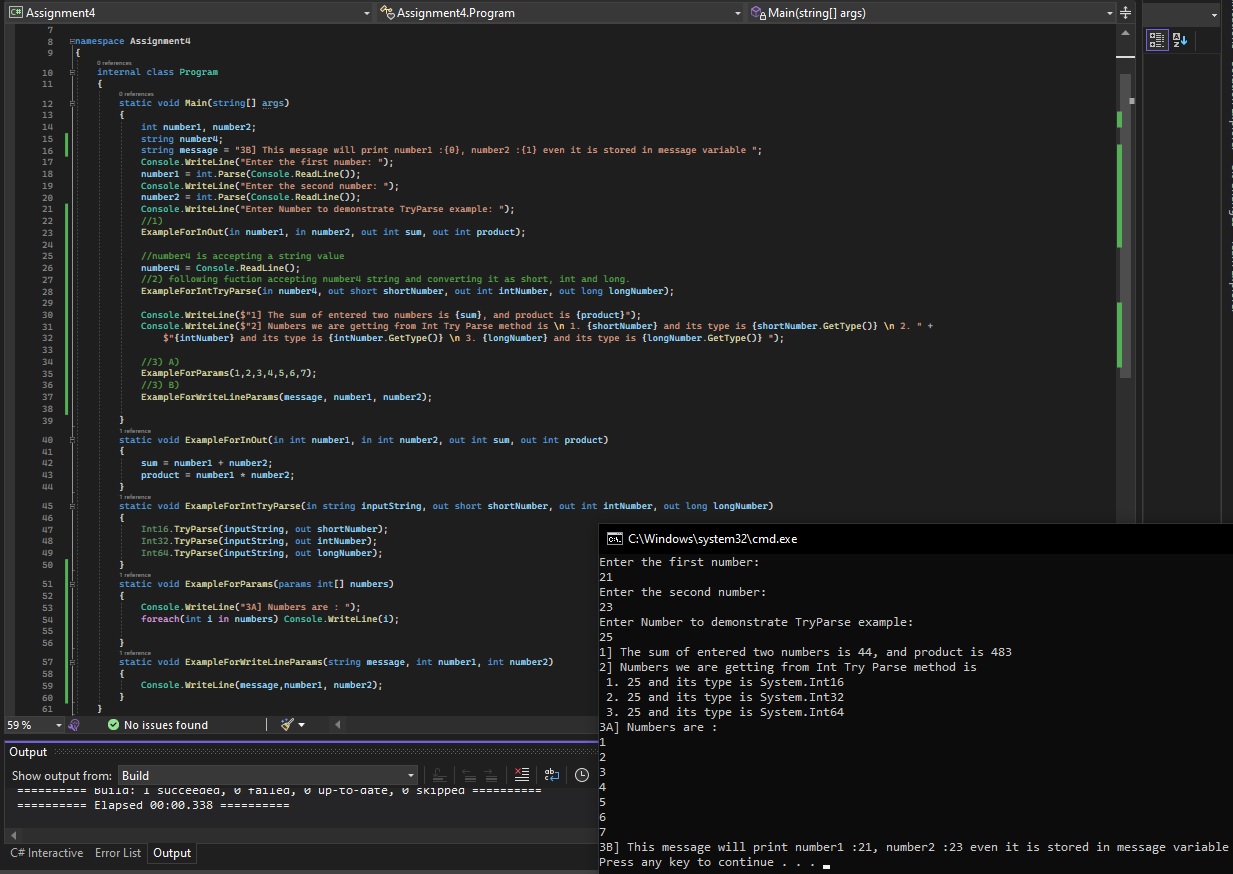 Assignment4
Assignment4.Program
Main(string[] args)
7
8 namespace Assignment4
9 {
0 references
10 internal class Program
11 {
0 references
12 static void Main(string[] args)
13 {
14 int number1, number2;
15 string number4;
16 string message = "3B] This message will print number1 :{0}, number2 :{1} even it is stored in message variable ";
17 Console.WriteLine("Enter the first number: ");
18 number1 = int.Parse(Console.ReadLine());
19 Console.WriteLine("Enter the second number: ");
20 number2 = int.Parse(Console.ReadLine());
21 Console.WriteLine("Enter Number to demonstrate TryParse example: ");
22 //1)
23 ExampleForInOut(in number1, in number2, out int sum, out int product);
24
25 //number4 is accepting a string value
26 number4 = Console.ReadLine();
27 //2) following fuction accepting number4 string and converting it as short, int and long.
28 ExampleForIntTryParse(in number4, out short shortNumber, out int intNumber, out long longNumber);
29
30 Console.WriteLine($"1] The sum of entered two numbers is {sum}, and product is {product}");
31 Console.WriteLine($"2] Numbers we are getting from Int Try Parse method is \n 1. {shortNumber} and its type is {shortNumber.GetType()} \n 2. " +
32 $"{intNumber} and its type is {intNumber.GetType()} \n 3. {longNumber} and its type is {longNumber.GetType()} ");
33
34 //3) A)
35 ExampleForParams(1,2,3,4,5,6,7);
36 //3) B)
37 ExampleForWriteLineParams(message, number1, number2);
38
39 }
1 reference
40 static void ExampleForInOut(in int number1, in int number2, out int sum, out int product)
41 {
42 sum = number1 + number2;
43 product = number1 * number2;
44 }
1 reference
45 static void ExampleForIntTryParse(in string inputString, out short shortNumber, out int intNumber, out long longNumber)
46 {
47 Int16.TryParse(inputString, out shortNumber);
48 Int32.TryParse(inputString, out intNumber);
49 Int64.TryParse(inputString, out longNumber);
50 }
1 reference
51 static void ExampleForParams(params int[] numbers)
52 {
53 Console.WriteLine("3A] Numbers are : ");
54 foreach(int i in numbers) Console.WriteLine(i);
55
56 }
1 reference
57 static void ExampleForWriteLineParams(string message, int number1, int number2)
58 {
59 Console.WriteLine(message,number1, number2);
60 }
61 }
59 %
No issues found
Output
Show output from: Build
========== Build: 1 succeeded, 0 failed, 0 up-to-date, 0 skipped ==========
========== Elapsed 00:00.338 ==========
C# Interactive Error List Output
C:\Windows\system32\cmd.exe
Enter the first number:
21
Enter the second number:
23
Enter Number to demonstrate TryParse example:
25
1] The sum of entered two numbers is 44, and product is 483
2] Numbers we are getting from Int Try Parse method is
1. 25 and its type is System.Int16
2. 25 and its type is System.Int32
3. 25 and its type is System.Int64
3A] Numbers are :
1
2
3
4
5
6
7
3B] This message will print number1 :21, number2 :23 even it is stored in message variable
Press any key to continue . . .